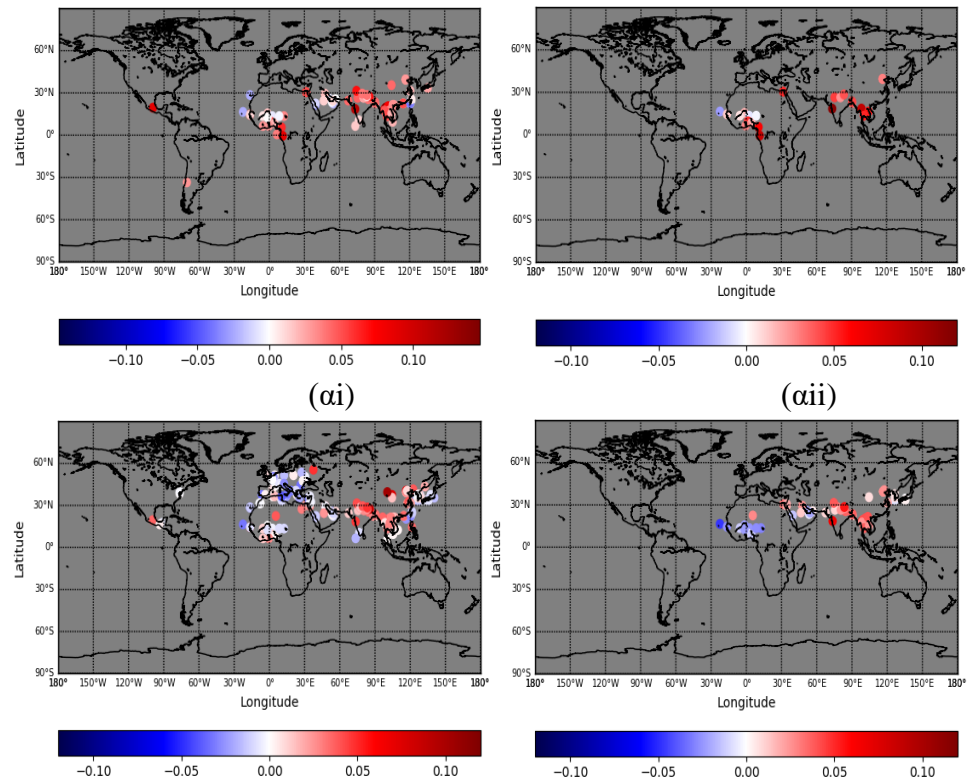 60°N 60°N
30°N 30°N
Latitude 0° Latitude 0°
30°S 30°S
60°S 60°S
90°S 90°S
180° 150°W 120°W 90°W 60°W 30°W 0° 30°E 60°E 90°E 120°E 150°E 180° 180° 150°W 120°W 90°W 60°W 30°W 0° 30°E 60°E 90°E 120°E 150°E 180°
Longitude Longitude
−0.10 −0.05 0.00 0.05 0.10 −0.10 −0.05 0.00 0.05 0.10
(αi) (αii)
60°N 60°N
30°N 30°N
Latitude 0° Latitude 0°
30°S 30°S
60°S 60°S
90°S 90°S
180° 150°W 120°W 90°W 60°W 30°W 0° 30°E 60°E 90°E 120°E 150°E 180° 180° 150°W 120°W 90°W 60°W 30°W 0° 30°E 60°E 90°E 120°E 150°E 180°
Longitude Longitude
−0.10 −0.05 0.00 0.05 0.10 −0.10 −0.05 0.00 0.05 0.10